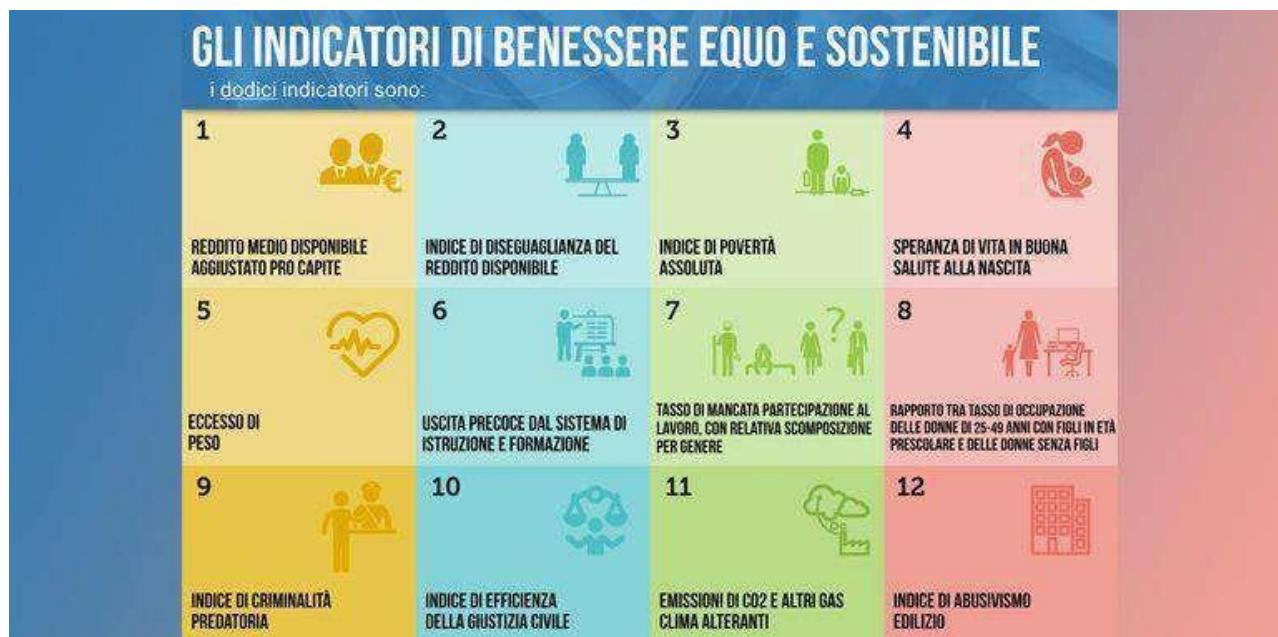 GLI INDICATORI DI BENESSERE EQUO E SOSTENIBILE
i dodici indicatori sono:
1
REDDITO MEDIO DISPONIBILE
AGGIUSTATO PRO CAPITE
2
INDICE DI DISEGUAGLIANZA DEL
REDDITO DISPONIBILE
3
INDICE DI POVERTÀ
ASSOLUTA
4
SPERANZA DI VITA IN BUONA
SALUTE ALLA NASCITA
5
ECCESSO DI
PESO
6
USCITA PRECOCE DAL SISTEMA DI
ISTRUZIONE E FORMAZIONE
7
?
TASSO DI MANCATA PARTECIPAZIONE AL
LAVORO, CON RELATIVA SCOMPOSIZIONE
PER GENERE
8
RAPPORTO TRA TASSO DI OCCUPAZIONE
DELLE DONNE DI 25-49 ANNI CON FIGLI IN ETÀ
PRESCOLARE E DELLE DONNE SENZA FIGLI
9
INDICE DI CRIMINALITÀ
PREDATORIA
10
INDICE DI EFFICIENZA
DELLA GIUSTIZIA CIVILE
11
EMISSIONI DI CO2 E ALTRI GAS
CLIMA ALTERANTI
12
INDICE DI ABUSIVISMO
EDILIZIO